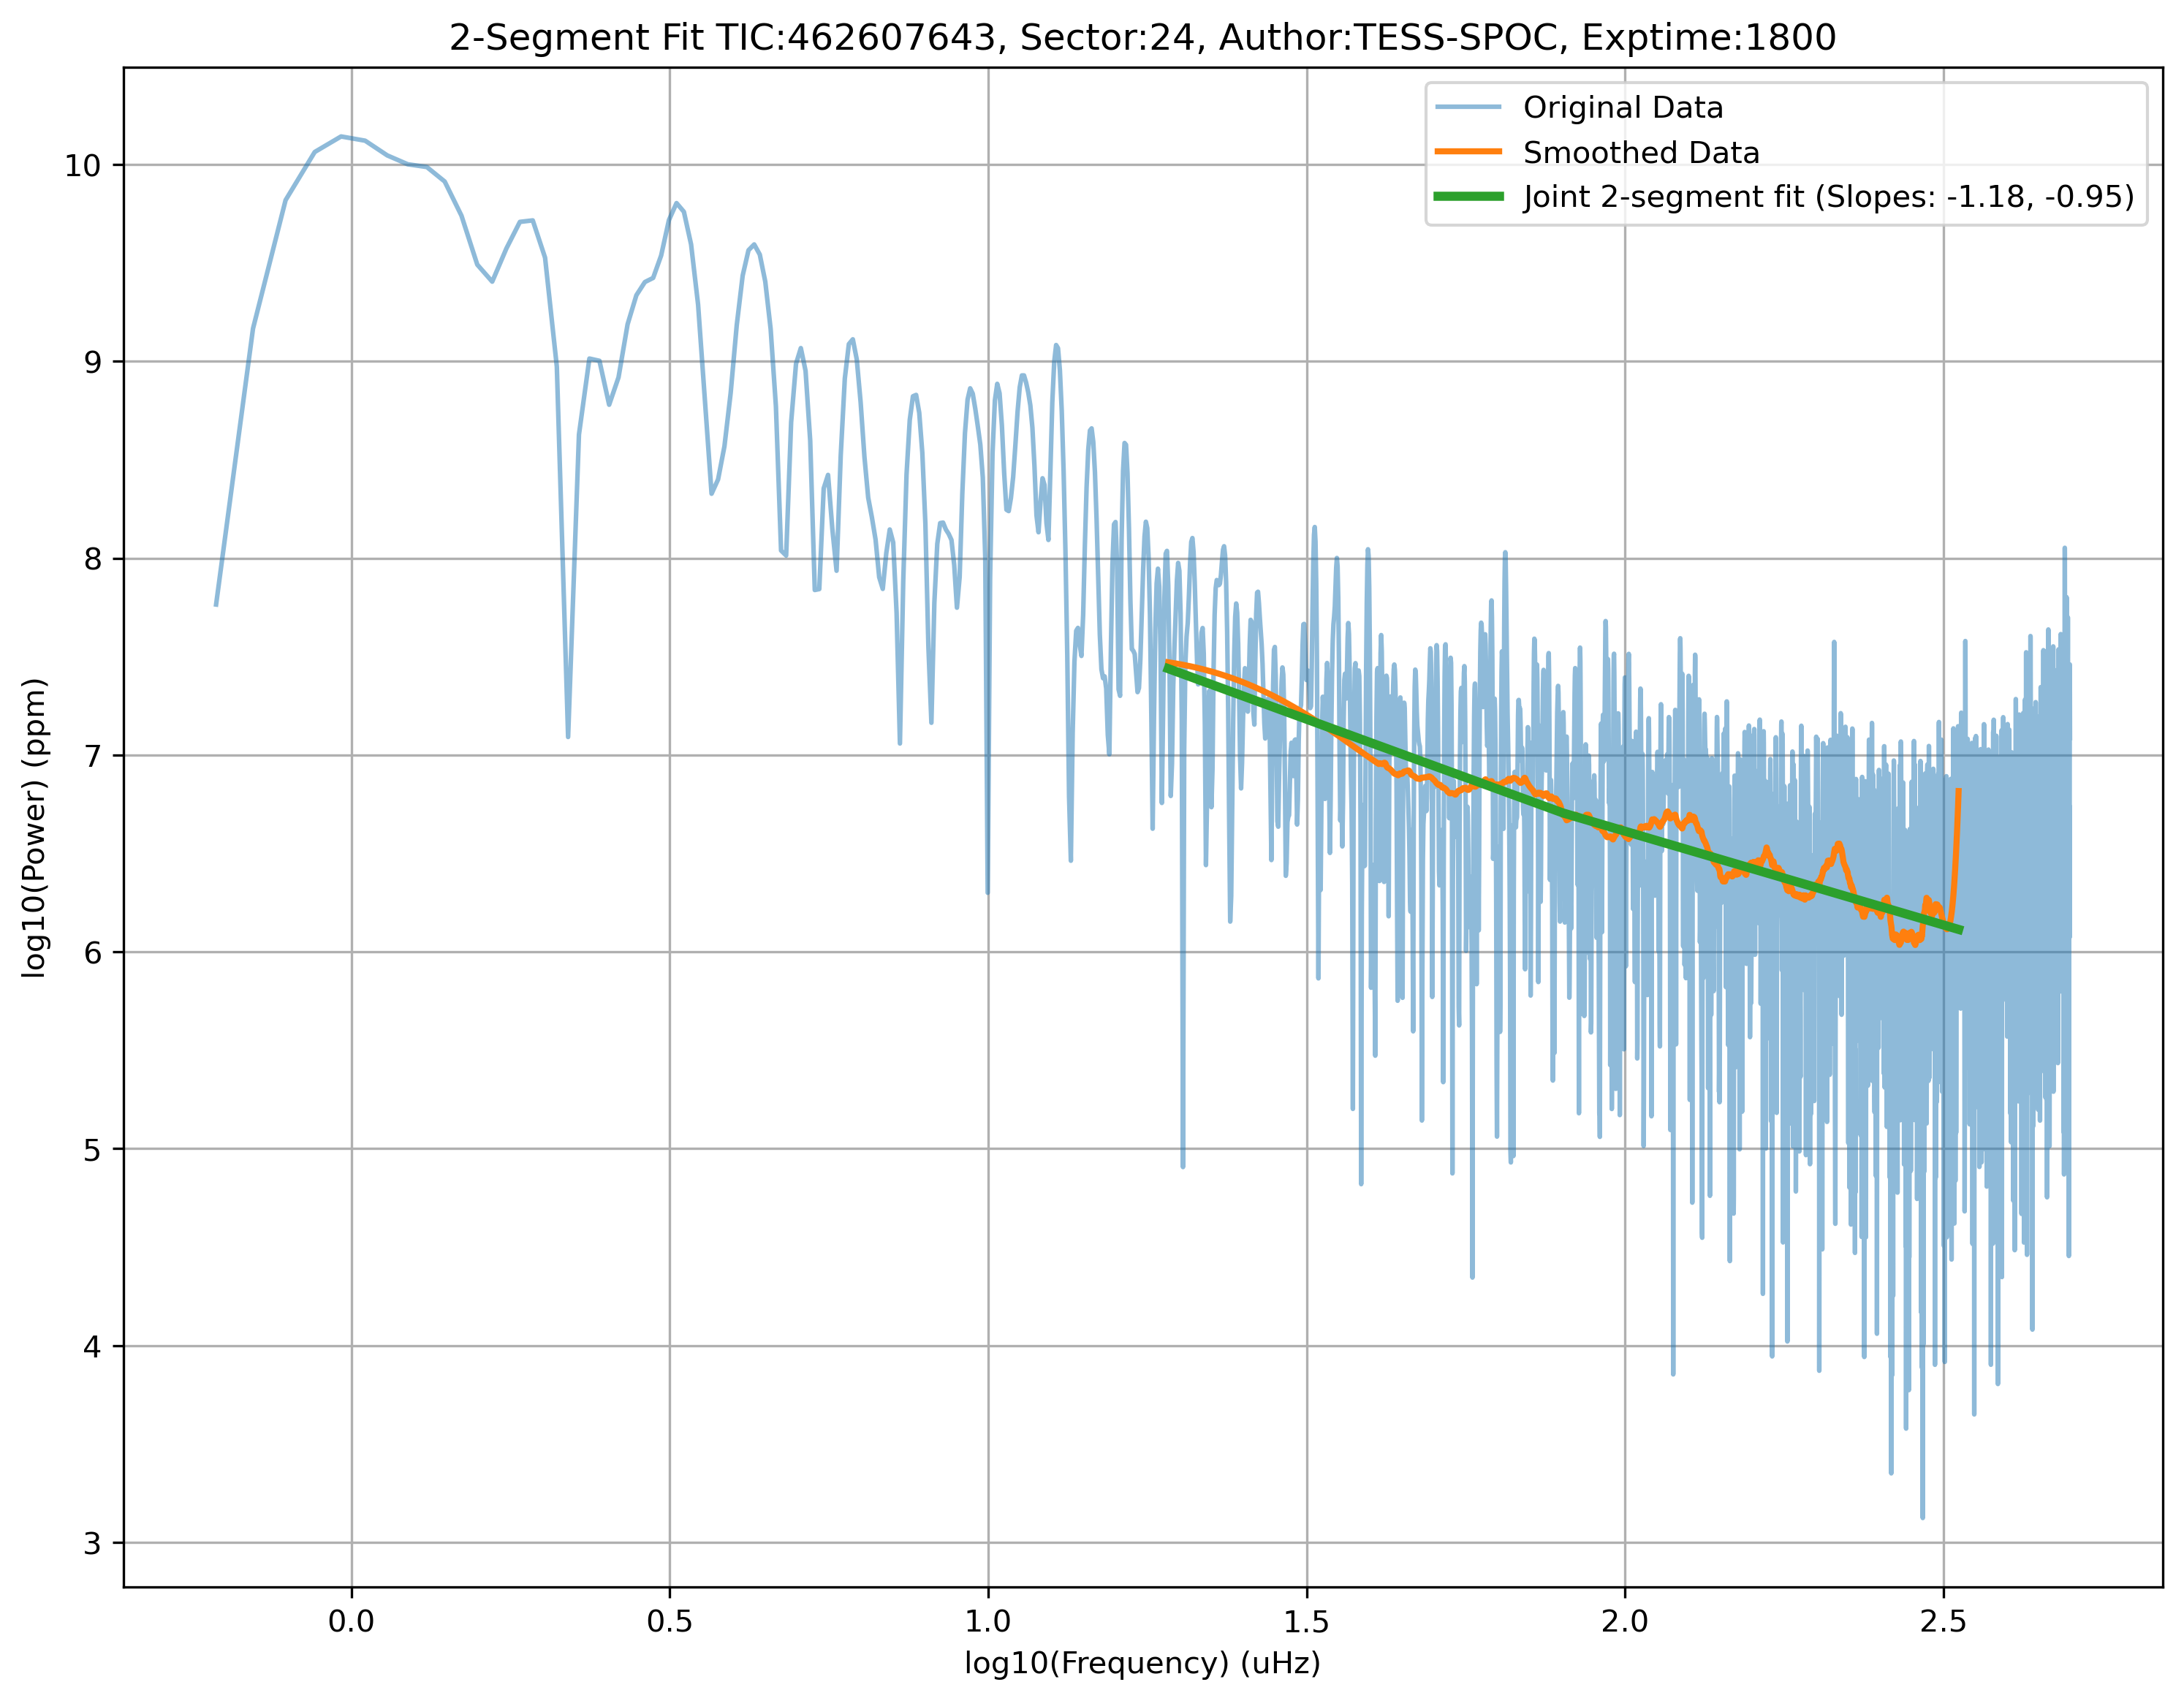 2-Segment Fit TIC:462607643, Sector:24, Author:TESS-SPOC, Exptime:1800
Original Data
Smoothed Data
Joint 2-segment fit (Slopes: -1.18, -0.95)
log10(Power) (ppm)
10
9
8
7
6
5
4
3
0.0 0.5 1.0 1.5 2.0 2.5
log10(Frequency) (uHz)